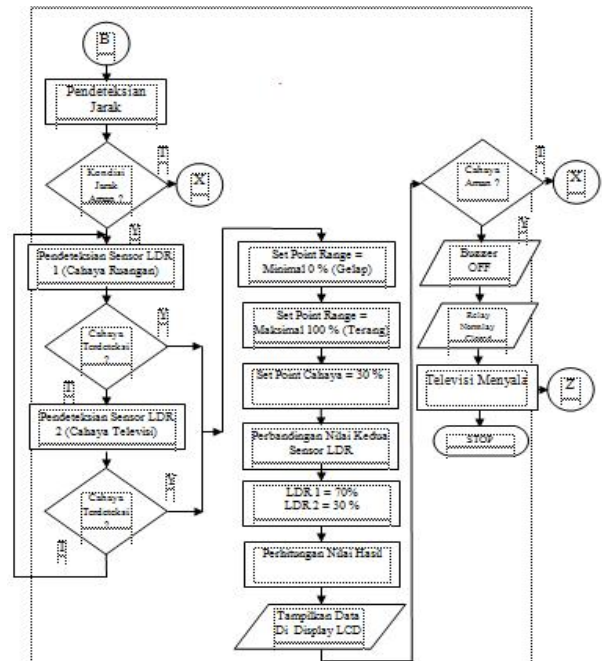 B
Pendeteksian
Jarak
Kondisi
Jarak
Aman ?
T
X
Y
Pendeteksian Sensor LDR
1 (Cahaya Ruangan)
Cahaya
Terdeteksi
?
Y
T
Pendeteksian Sensor LDR
2 (Cahaya Televisi)
Cahaya
Terdeteksi
?
Y
T
Set Point Range =
Minimal 0 % (Gelap)
Set Point Range =
Maksimal 100 % (Terang)
Set Point Cahaya = 30 %
Perbandingan Nilai Kedua
Sensor LDR
LDR 1 = 70%
LDR 2 = 30 %
Perhitungan Nilai Hasil
Tampilkan Data
Di Display LCD
Cahaya
Aman ?
T
X
Y
Buzzer
OFF
Relay
Normaly
Closed
Televisi Menyala
Z
STOP